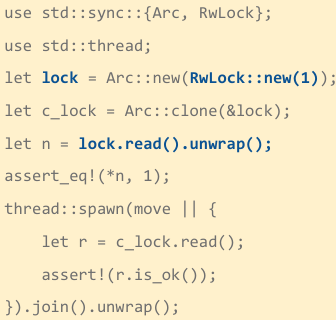 use std::sync::{Arc, RwLock};
use std::thread;
let lock = Arc::new(RwLock::new(1));
let c_lock = Arc::clone(&lock);
let n = lock.read().unwrap();
assert_eq!(*n, 1);
thread::spawn(move || {
    let r = c_lock.read();
    assert!(r.is_ok());
}).join().unwrap();